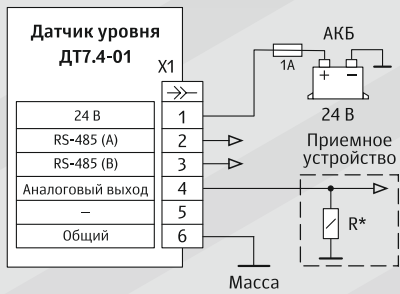 Датчик уровня
ДТ7.4-01
X1
1А
АКБ
+ −
24 В
24 В 1
RS-485 (A) 2
RS-485 (B) 3
Аналоговый выход 4
– 5
Общий 6
Приемное
устройство
R*
Масса